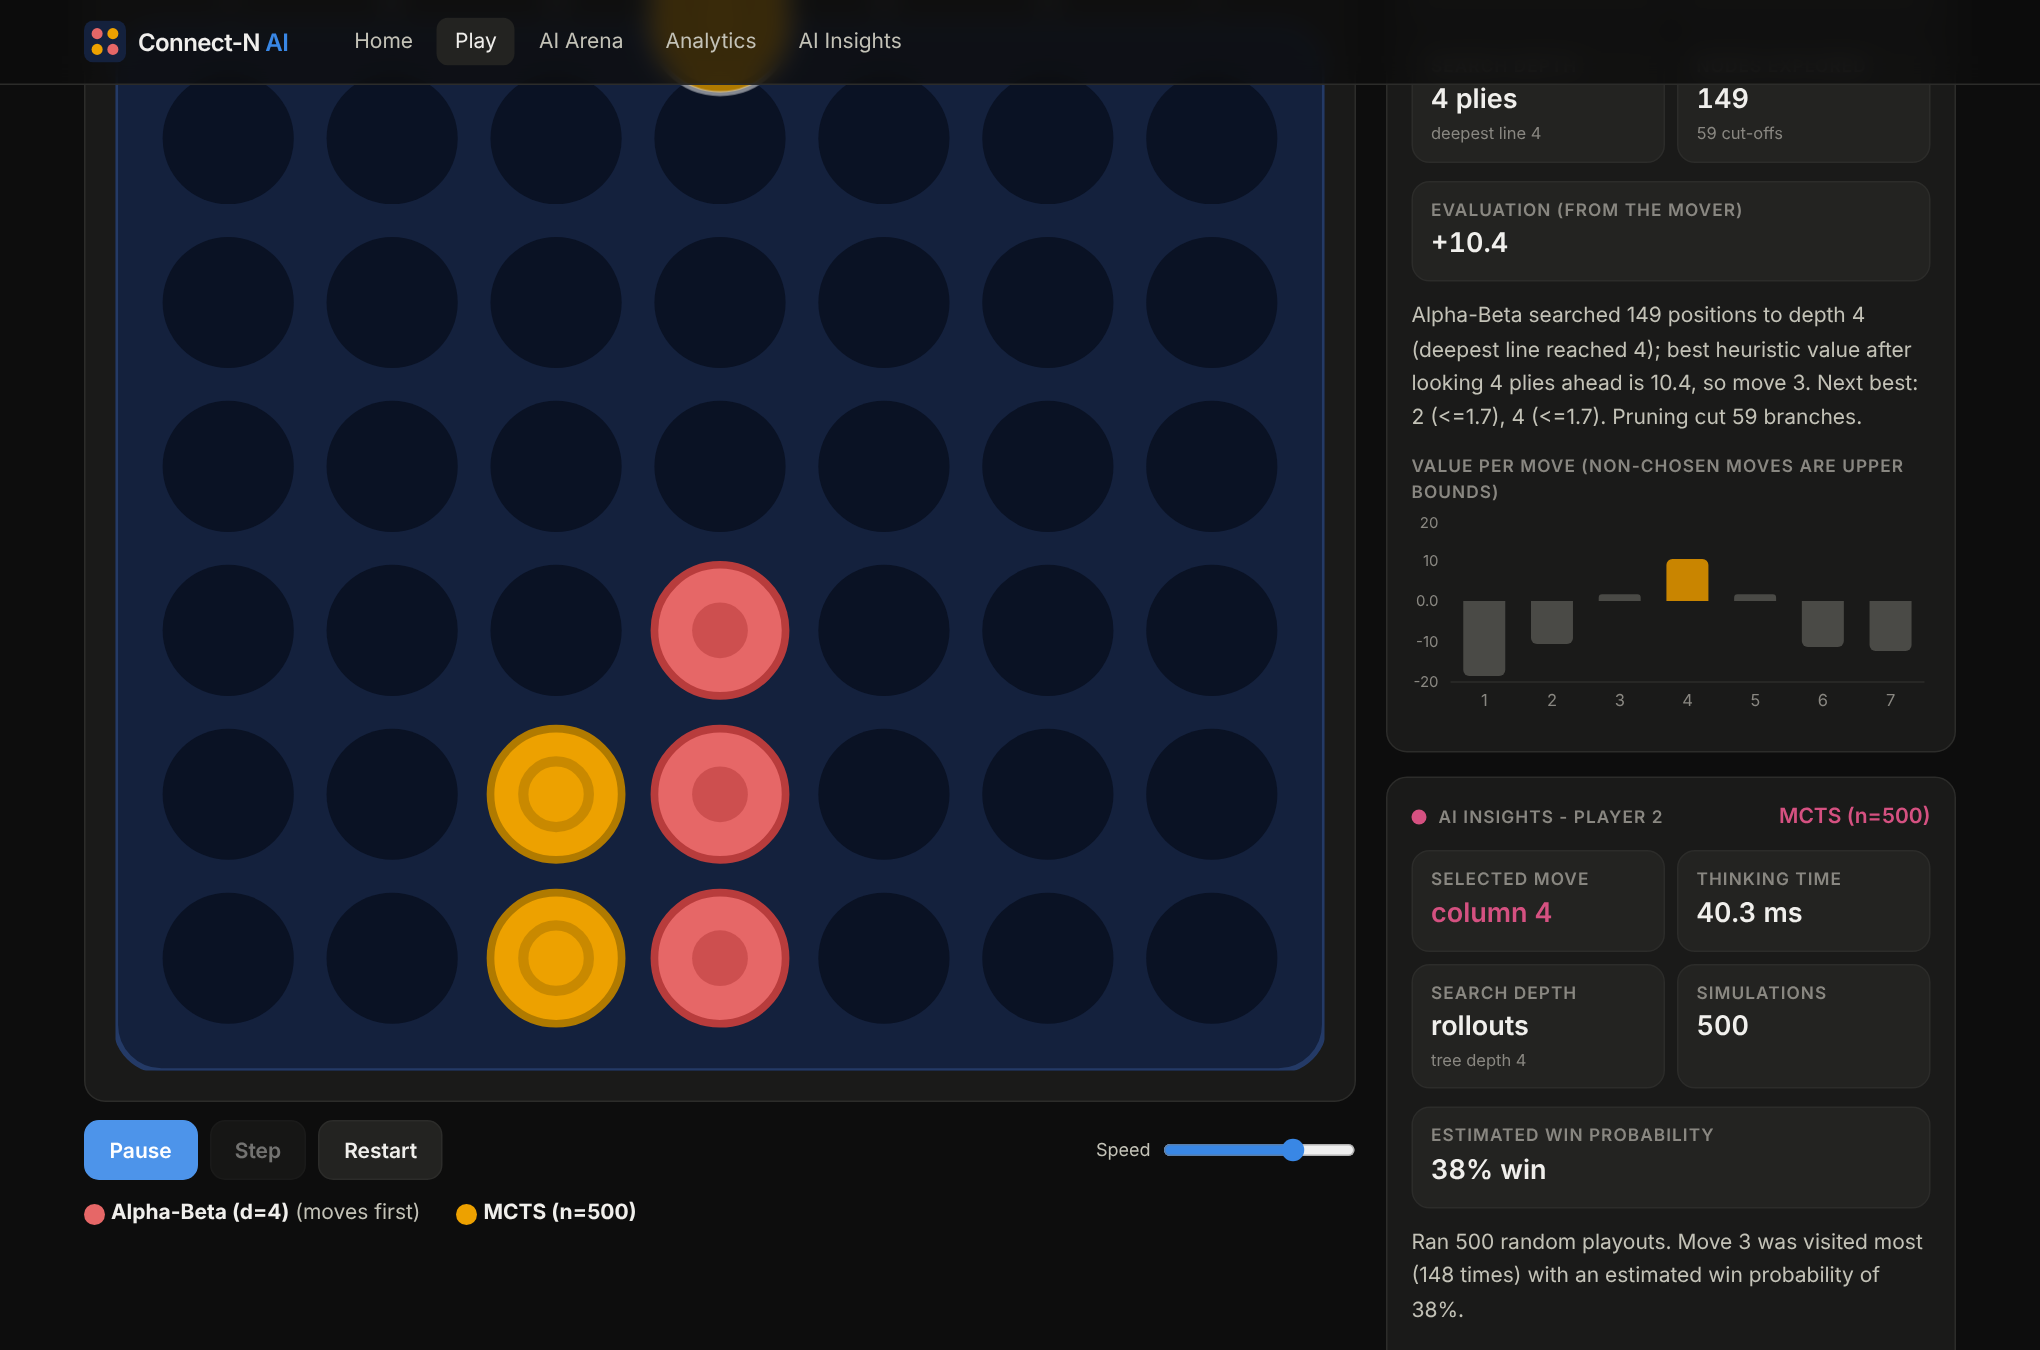 Connect-N AI
Home
Play
AI Arena
Analytics
AI Insights
4 plies
deepest line 4
149
59 cut-offs
EVALUATION (FROM THE MOVER)
+10.4
Alpha-Beta searched 149 positions to depth 4
(deepest line reached 4); best heuristic value after
looking 4 plies ahead is 10.4, so move 3. Next best:
2 (<=1.7), 4 (<=1.7). Pruning cut 59 branches.
VALUE PER MOVE (NON-CHOSEN MOVES ARE UPPER
BOUNDS)
20
10
0.0
-10
-20
1 2 3 4 5 6 7
AI INSIGHTS - PLAYER 2
MCTS (n=500)
SELECTED MOVE
column 4
THINKING TIME
40.3 ms
SEARCH DEPTH
rollouts
tree depth 4
SIMULATIONS
500
ESTIMATED WIN PROBABILITY
38% win
Ran 500 random playouts. Move 3 was visited most
(148 times) with an estimated win probability of
38%.
Pause
Step
Restart
Speed
Alpha-Beta (d=4) (moves first)
MCTS (n=500)